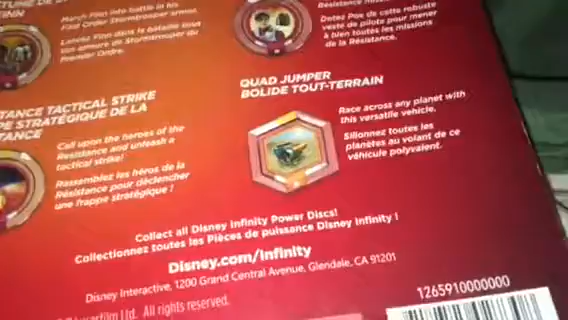 March Finn into battle in his
First Order Stormtrooper armor.
Lancez Finn dans la bataille sous
son armure de Stormtrooper du
Premier Ordre.
Resistance
Dotez Poe de cette robuste
veste de pilote pour mener
à bien toutes les missions
de la Résistance.
TACTICAL STRIKE
STRATÉGIQUE DE LA
Call upon the heroes of the
Resistance and unleash a
tactical strike!
Rassemblez les héros de la
Résistance pour déclencher
une frappe stratégique !
QUAD JUMPER
BOLIDE TOUT-TERRAIN
Race across any planet with
this versatile vehicle.
Sillonnez toutes les
planètes au volant de ce
véhicule polyvalent.
Collect all Disney Infinity Power Discs!
Collectionnez toutes les Pièces de puissance Disney Infinity !
Disney.com/Infinity
Disney Interactive, 1200 Grand Central Avenue, Glendale, CA 91201
Lucasfilm Ltd. All rights reserved.
1265910000000